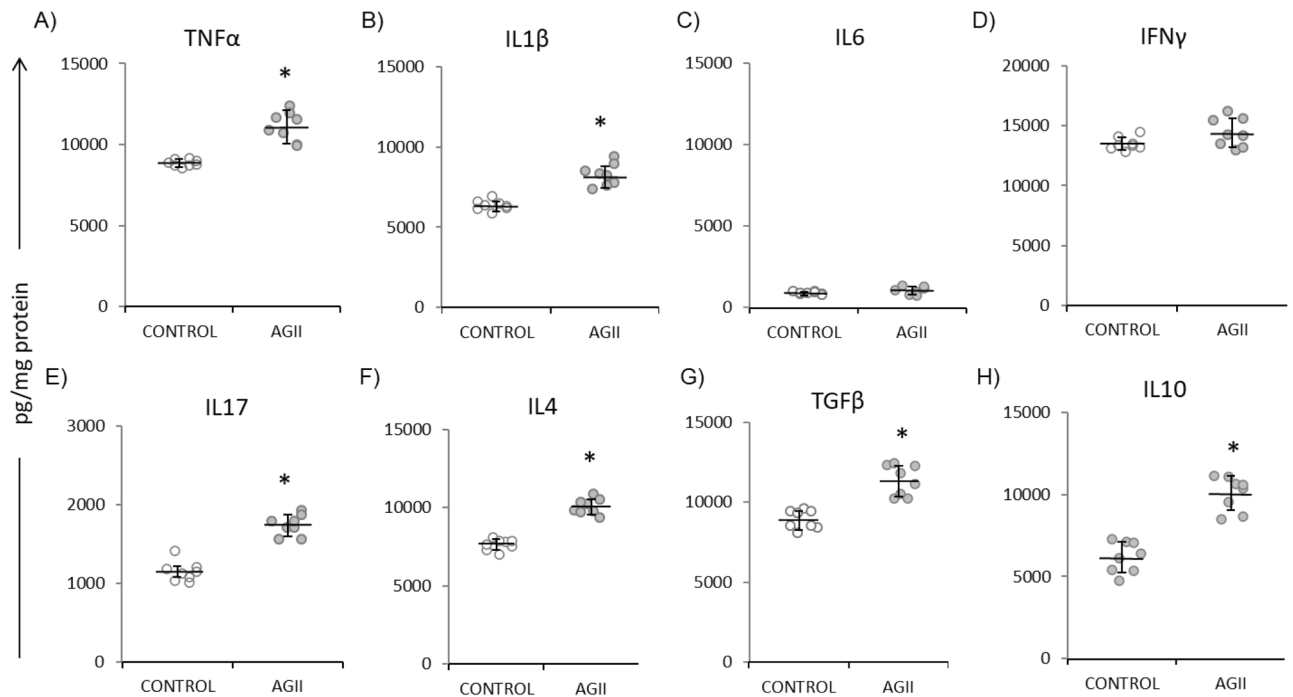 A)
TNFα
15000
*
10000
5000
0
CONTROL
AGII
B)
IL1β
15000
*
10000
5000
0
CONTROL
AGII
C)
IL6
15000
10000
5000
0
CONTROL
AGII
D)
IFNγ
20000
15000
10000
5000
0
CONTROL
AGII
pg/mg protein
E)
IL17
3000
*
2000
1000
0
CONTROL
AGII
F)
IL4
15000
*
10000
5000
0
CONTROL
AGII
G)
TGFβ
15000
*
10000
5000
0
CONTROL
AGII
H)
IL10
15000
*
10000
5000
0
CONTROL
AGII